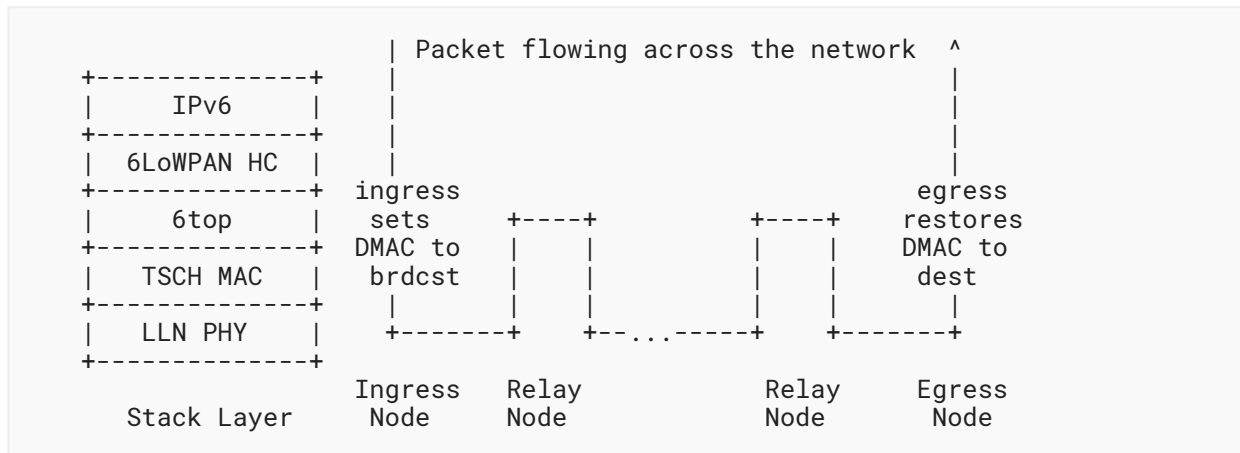 | Packet flowing across the network  ^
   +--------------+    |                                    |
   |     IPv6     |    |                                    |
   +--------------+    |                                    |
   |  6LoWPAN HC  |    |                                    |
   +--------------+  ingress                              egress
   |     6top     |   sets    +----+          +----+     restores
   +--------------+  DMAC to  |    |          |    |     DMAC to
   |   TSCH MAC   |   brdcst  |    |          |    |      dest
   +--------------+    |      |    |          |    |        |
   |   LLN PHY    |    +-------+    +--...-----+    +-------+
   +--------------+
                     Ingress   Relay            Relay     Egress
      Stack Layer     Node     Node             Node       Node